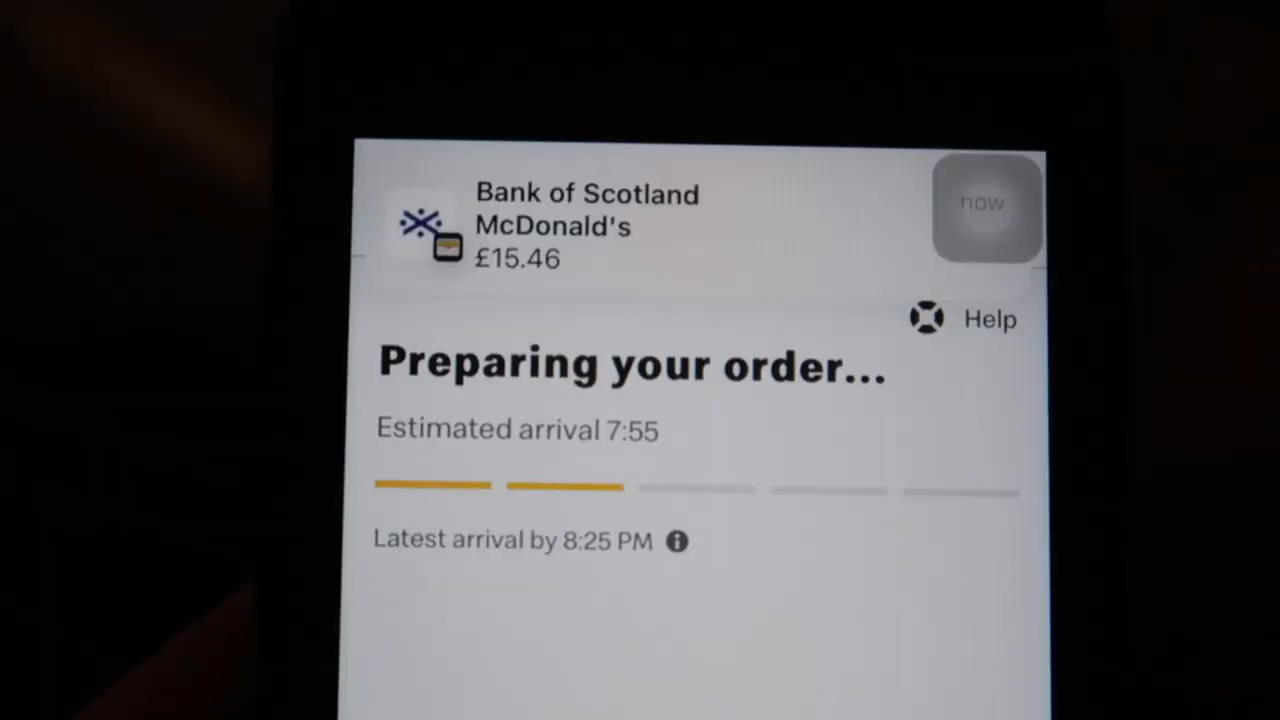 Bank of Scotland
McDonald's
£15.46
now
Help
Preparing your order...
Estimated arrival 7:55
Latest arrival by 8:25 PM